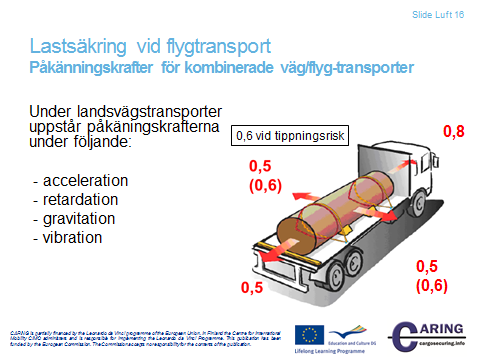 Slide Luft 16
Lastsäkring vid flygtransport
Påkänningskrafter för kombinerade väg/flyg-transporter
Under landsvägstransporter
uppstår påkäningskrafterna
under följande:
- acceleration
- retardation
- gravitation
- vibration
0,6 vid tippningsrisk
0,8
0,5
(0,6)
0,5
0,5
(0,6)
CARING is partially financed by the Leonardo da Vinci programme of the European Union. In Finland the Centre for International
Mobility CIMO administers and is responsible for implementing the Leonardo da Vinci Programme. This publication has been
funded by the European Commission. The Commission accepts no responsibility for the contents of the publication.
Education and Culture DG
Lifelong Learning Programme
CARING
cargosecuring.info